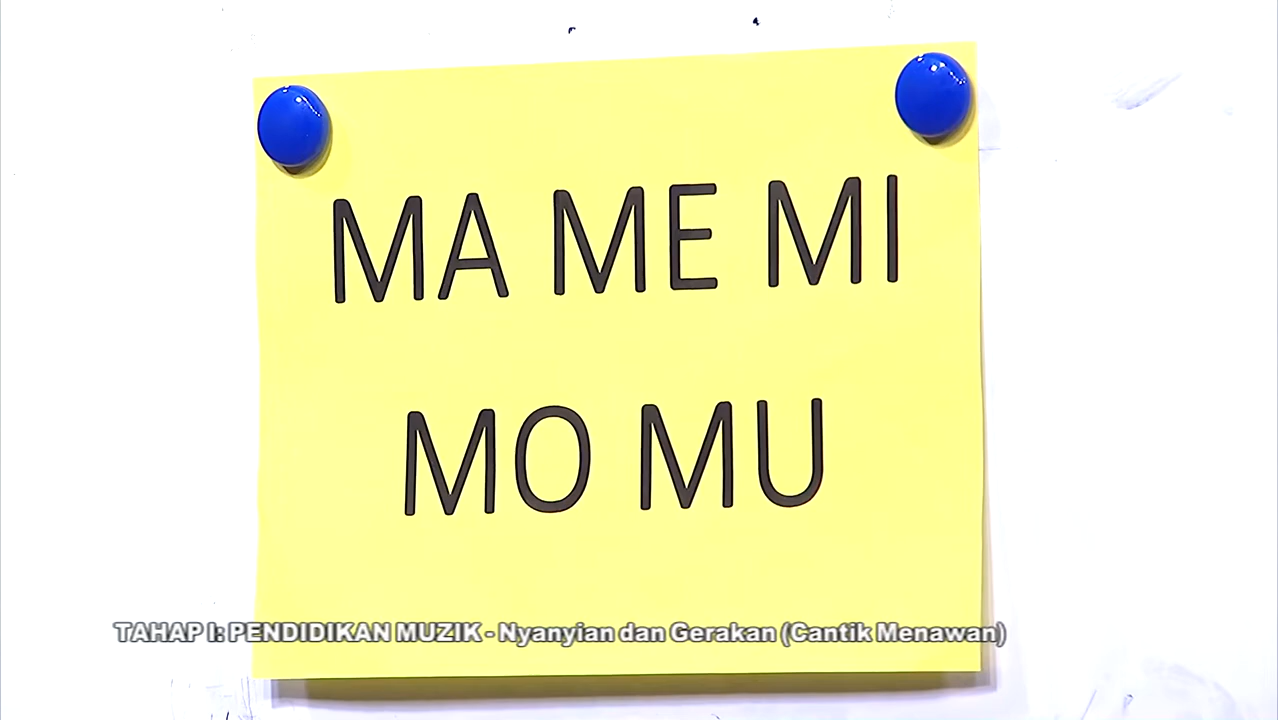 MA ME MI
MO MU
TAHAP I: PENDIDIKAN MUZIK - Nyanyian dan Gerakan (Cantik Menawan)